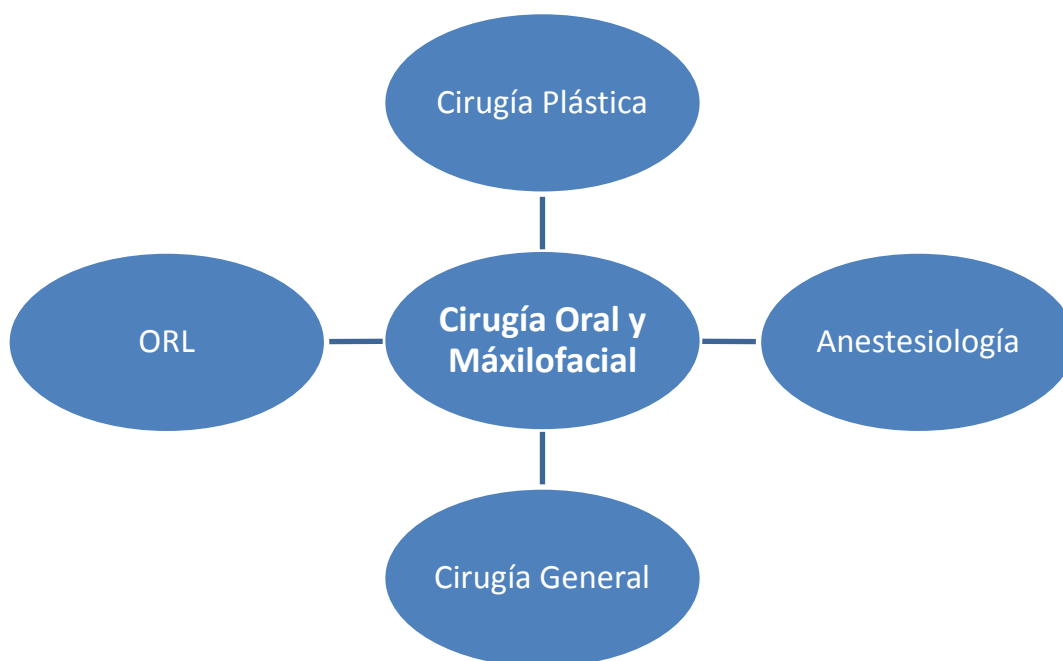 Cirugía Plástica
ORL
Cirugía Oral y
Máxilofacial
Anestesiología
Cirugía General